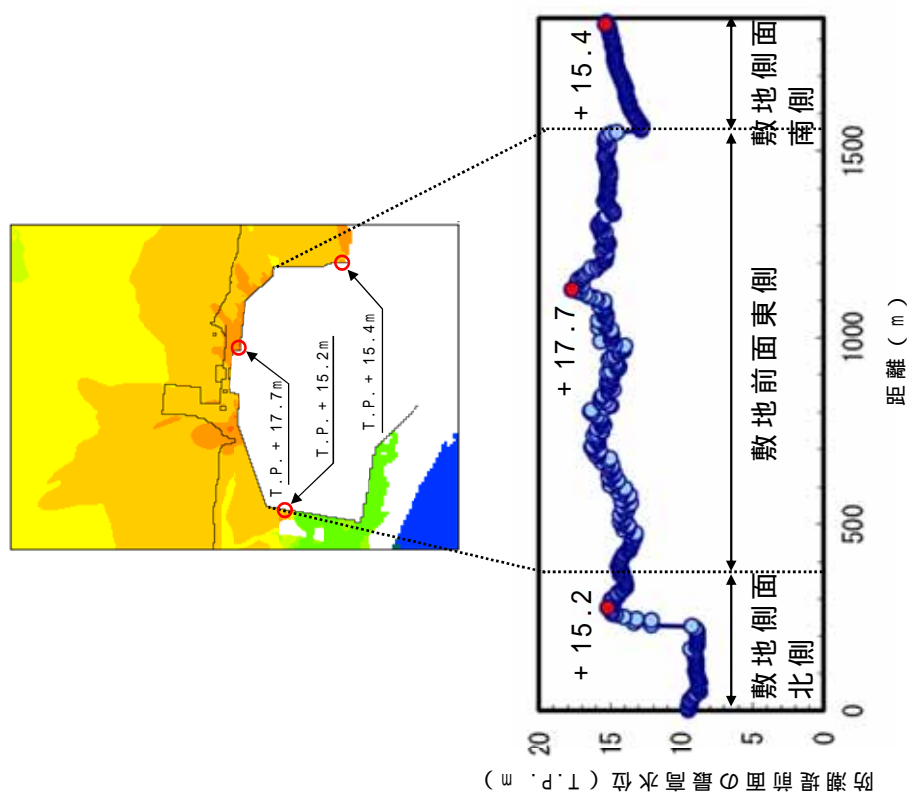 T.P.+17.7m
T.P.+15.2m
T.P.+15.4m
防潮堤前面の最高水位(T.P.m)
20
15
10
5
0
+15.2
+17.7
+15.4
敷地側面
北側
敷地前面東側
敷地側面
南側
0
500
1000
1500
距離(m)